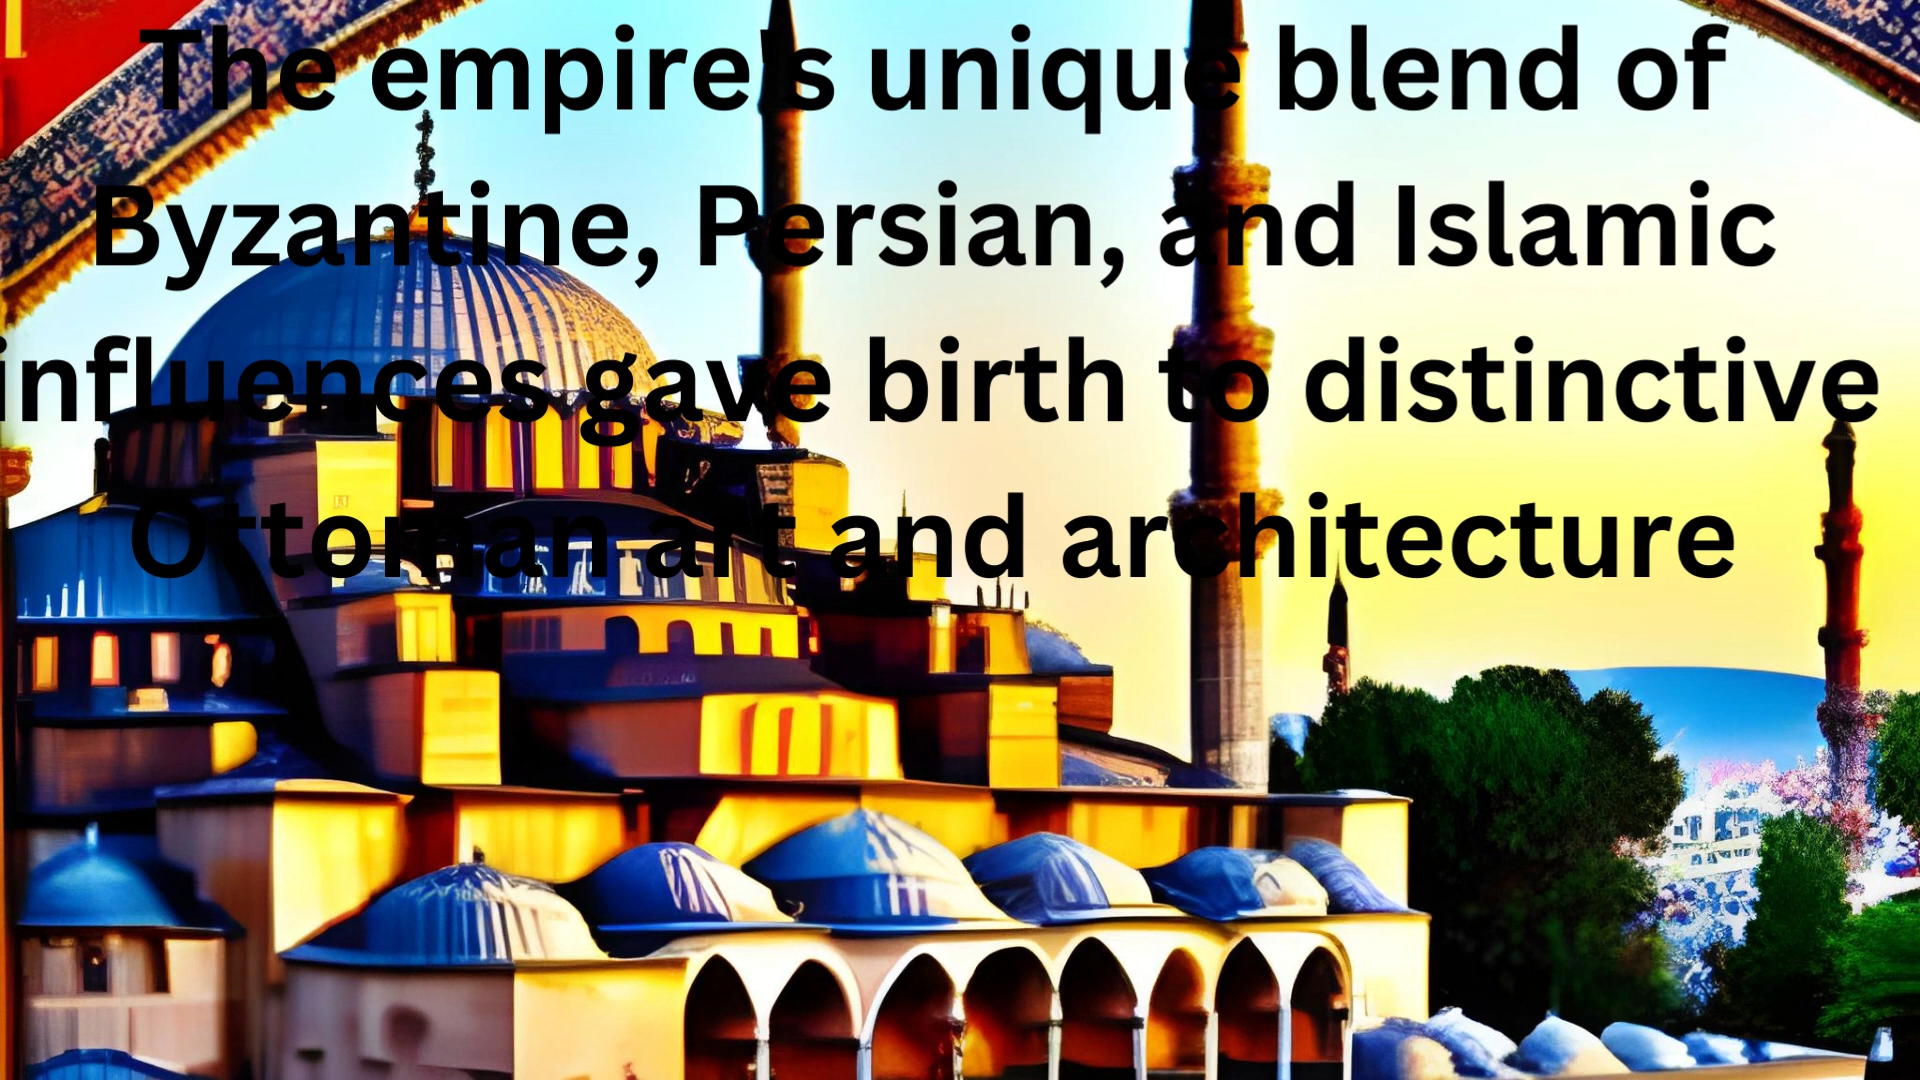 The empire's unique blend of
Byzantine, Persian, and Islamic
influences gave birth to distinctive
Ottoman art and architecture